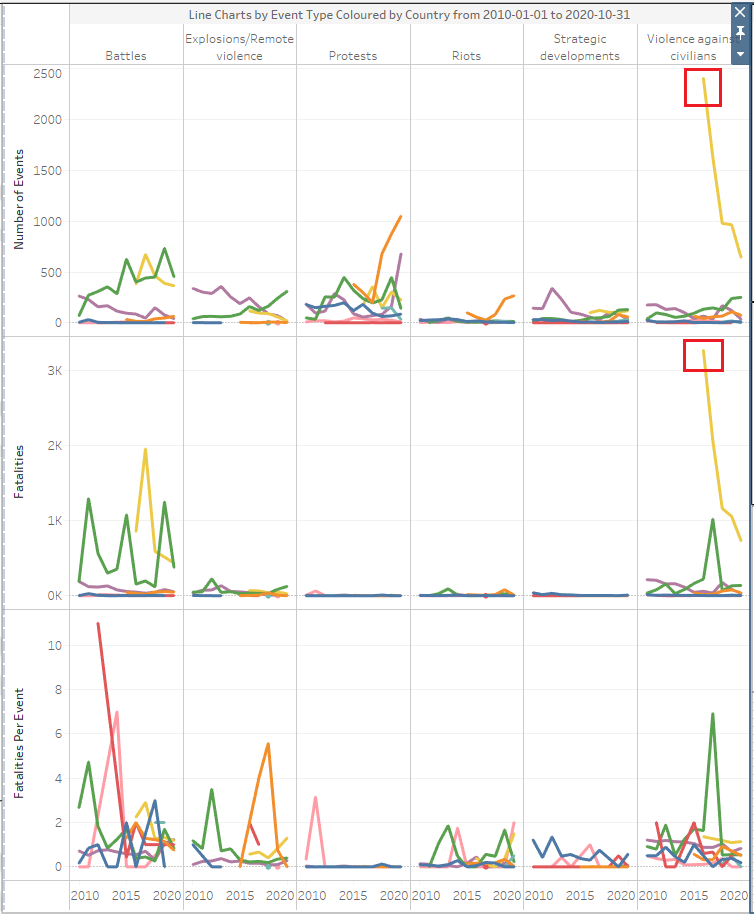 Line Charts by Event Type Coloured by Country from 2010-01-01 to 2020-10-31
Explosions/Remote Strategic Violence against
Battles violence Protests Riots developments civilians
2500
2000
1500
1000
500
0
Number of Events
3K
2K
1K
0K
Fatalities
10
8
6
4
2
0
Fatalities Per Event
2010 2015 2020 2010 2015 2020 2010 2015 2020 2010 2015 2020 2010 2015 2020 2010 2015 2020